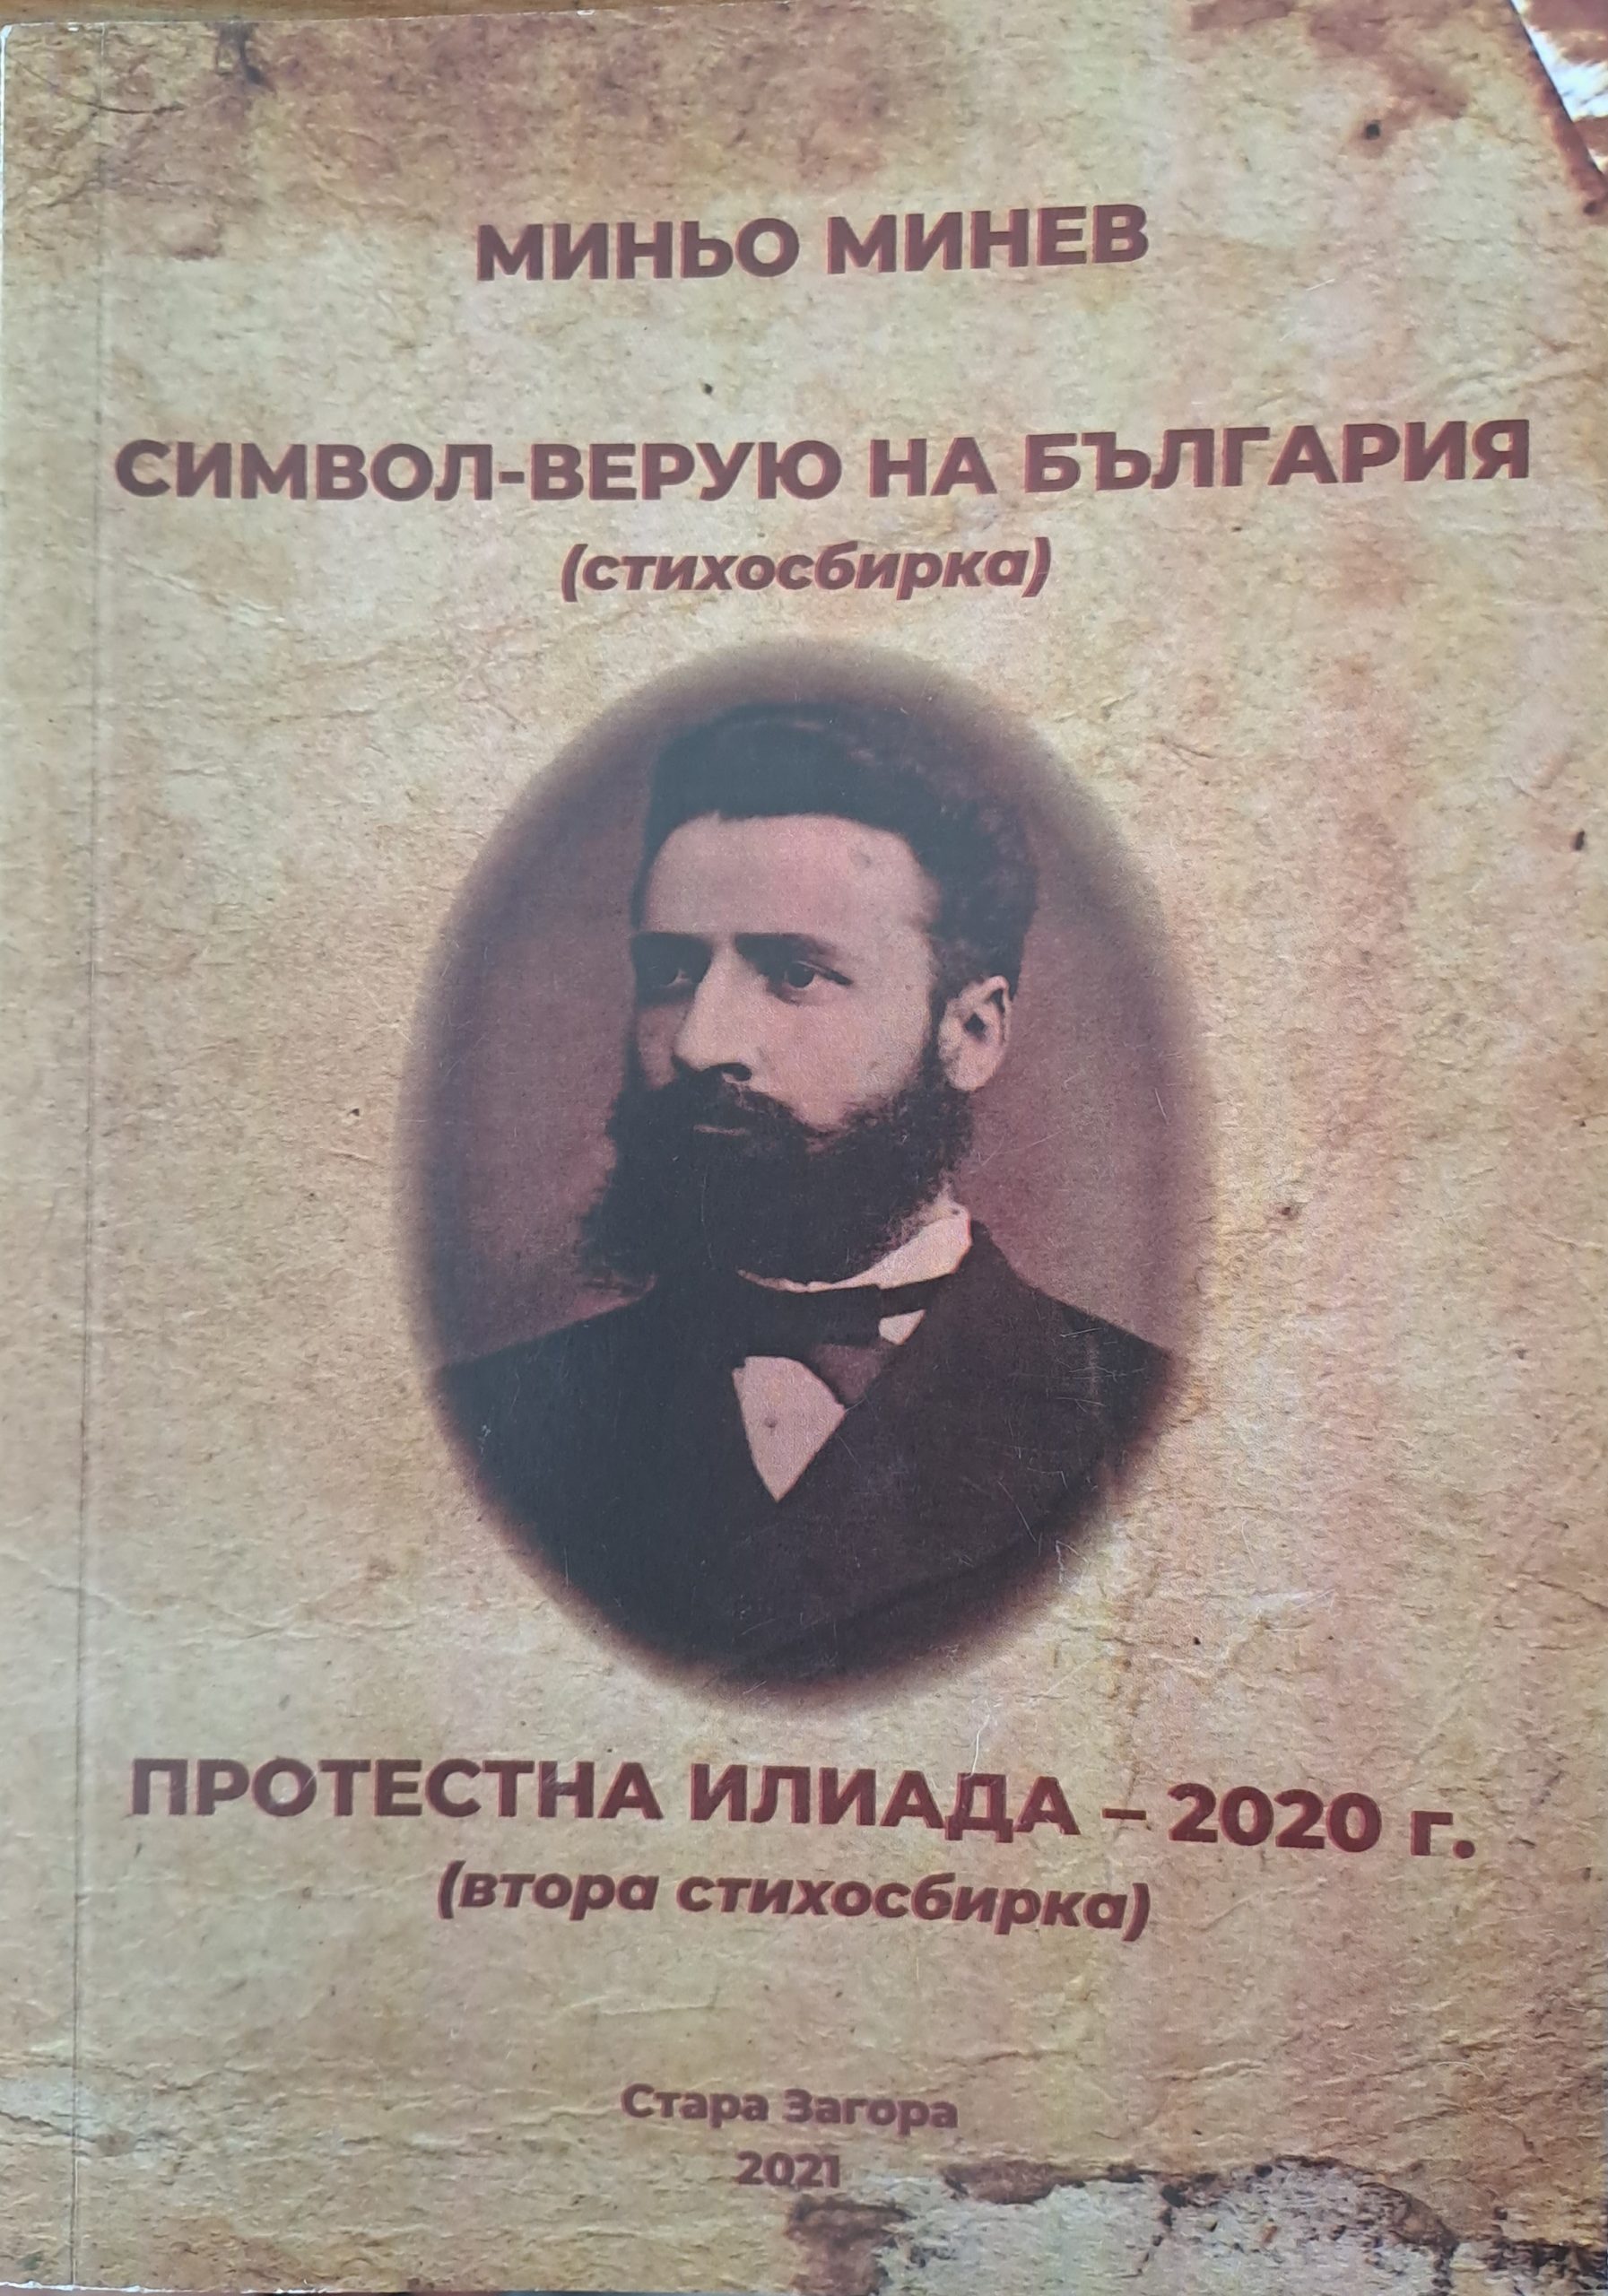 МИНЬО МИНЕВ
СИМВОЛ-ВЕРУЮ НА БЪЛГАРИЯ
(стихосбирка)
ПРОТЕСТНА ИЛИАДА – 2020 г.
(втора стихосбирка)
Стара Загора
2021